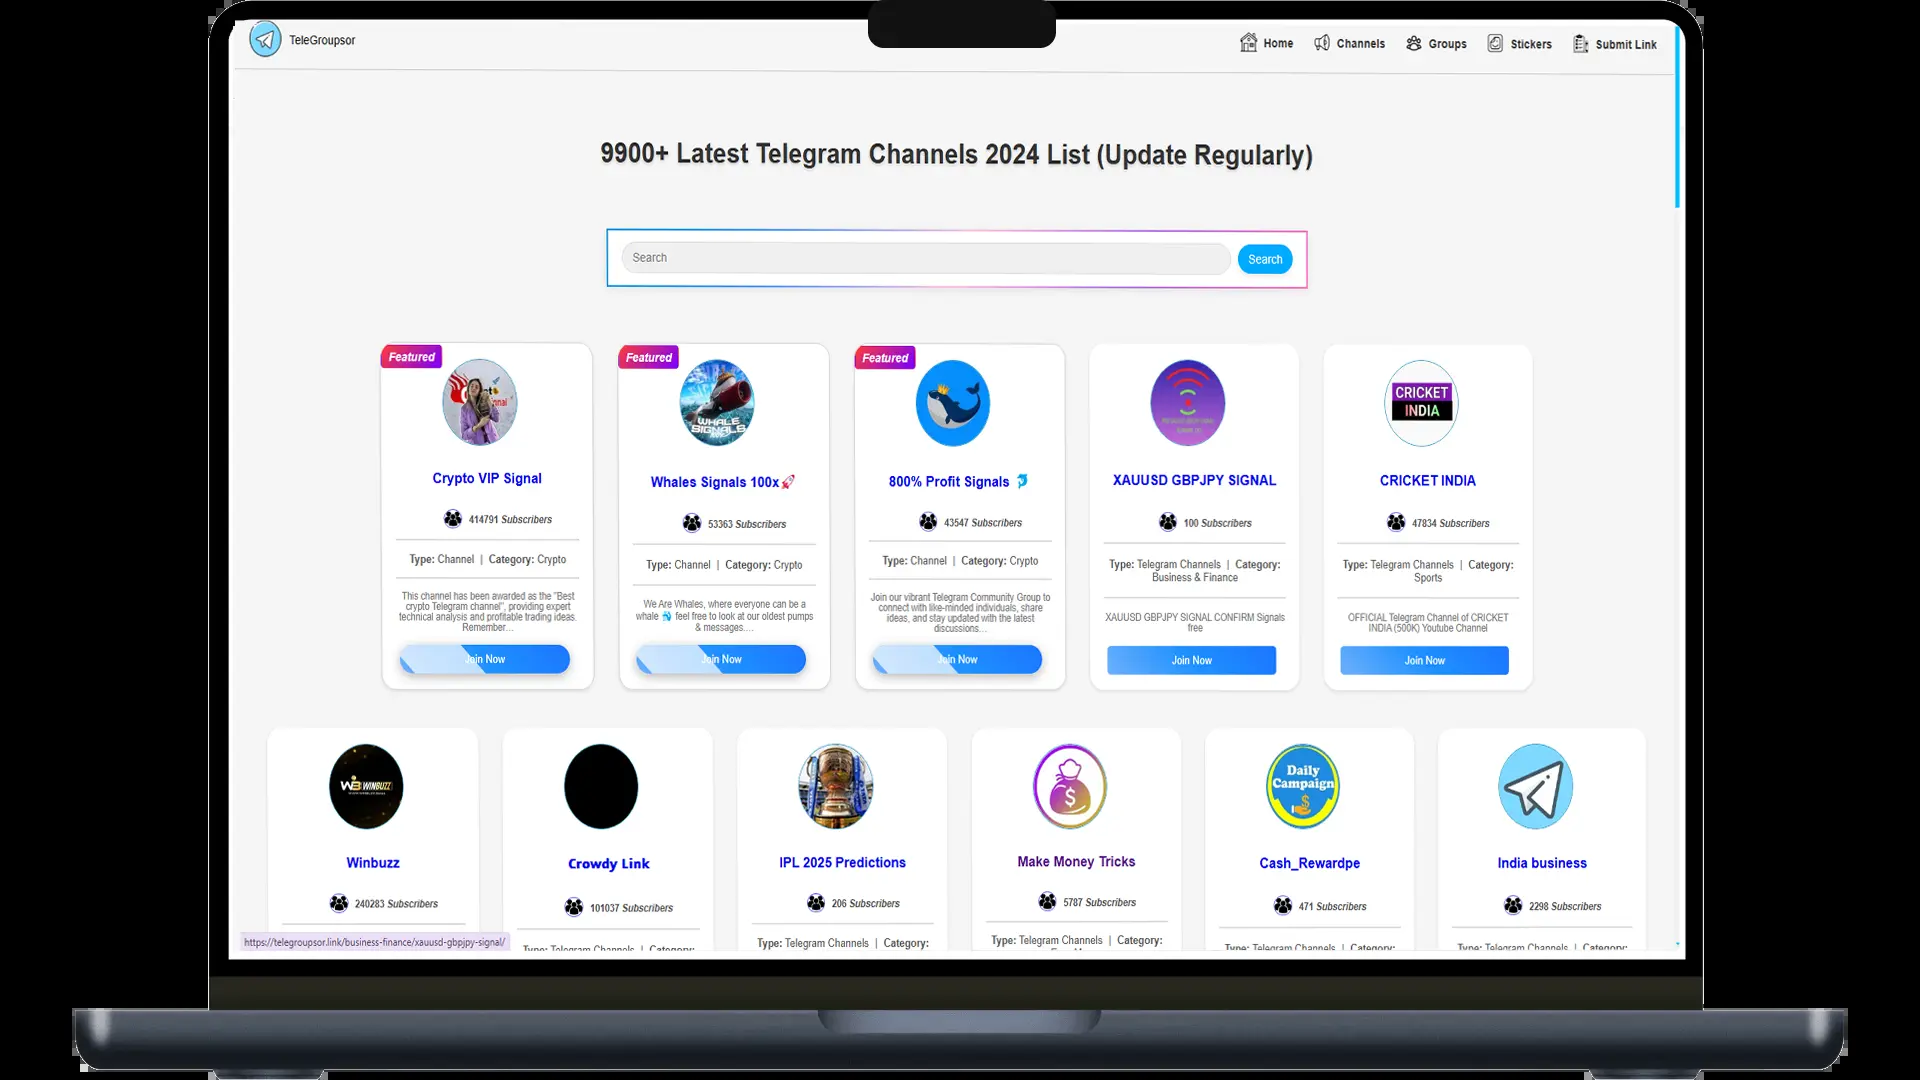 TeleGroupsor
Home
Channels
Groups
Stickers
Submit Link
9900+ Latest Telegram Channels 2024 List (Update Regularly)
Search
Search
Featured
Crypto VIP Signal
414791 Subscribers
Type: Channel | Category: Crypto
This channel has been awarded as the "Best
crypto Telegram channel", providing expert
technical analysis and profitable trading ideas.
Remember...
Join Now
Featured
WHALE
SIGNALS
Whales Signals 100x🚀
53363 Subscribers
Type: Channel | Category: Crypto
We Are Whales, where everyone can be a
whale 🐳 feel free to look at our oldest pumps
& messages....
Join Now
Featured
800% Profit Signals 🐬
43547 Subscribers
Type: Channel | Category: Crypto
Join our vibrant Telegram Community Group to
connect with like-minded individuals, share
ideas, and stay updated with the latest
discussions...
Join Now
XAUUSD GBPJPY SIGNAL
100 Subscribers
Type: Telegram Channels | Category:
Business & Finance
XAUUSD GBPJPY SIGNAL CONFIRM Signals
free
Join Now
CRICKET
INDIA
CRICKET INDIA
47834 Subscribers
Type: Telegram Channels | Category:
Sports
OFFICIAL Telegram Channel of CRICKET
INDIA (500K) Youtube Channel
Join Now
WB WINBUZZ
Winbuzz
240283 Subscribers
Crowdy Link
101037 Subscribers
Type: Telegram Channels | Category:
IPL 2025 Predictions
206 Subscribers
Type: Telegram Channels | Category:
$
Make Money Tricks
5787 Subscribers
Type: Telegram Channels | Category:
Daily
Campaign
$
Cash_Rewardpe
471 Subscribers
Type: Telegram Channels | Category:
India business
2298 Subscribers
Type: Telegram Channels | Category:
https://telegroupsor.link/business-finance/xauusd-gbpjpy-signal/